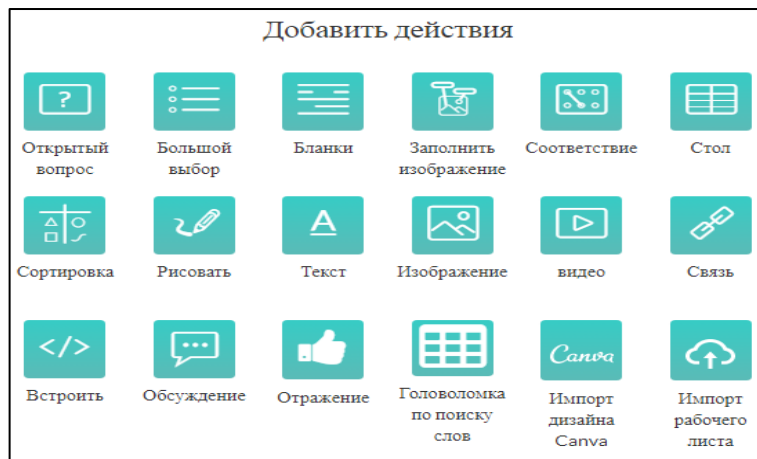 Добавить действия
?
Открытый
вопрос
Большой
выбор
Бланки
Заполнить
изображение
Соответствие
Стол
A
Сортировка
Рисовать
Текст
Изображение
видео
Связь
</>
Canva
Встроить
Обсуждение
Отражение
Головоломка
по поиску
слов
Импорт
дизайна
Canva
Импорт
рабочего
листа